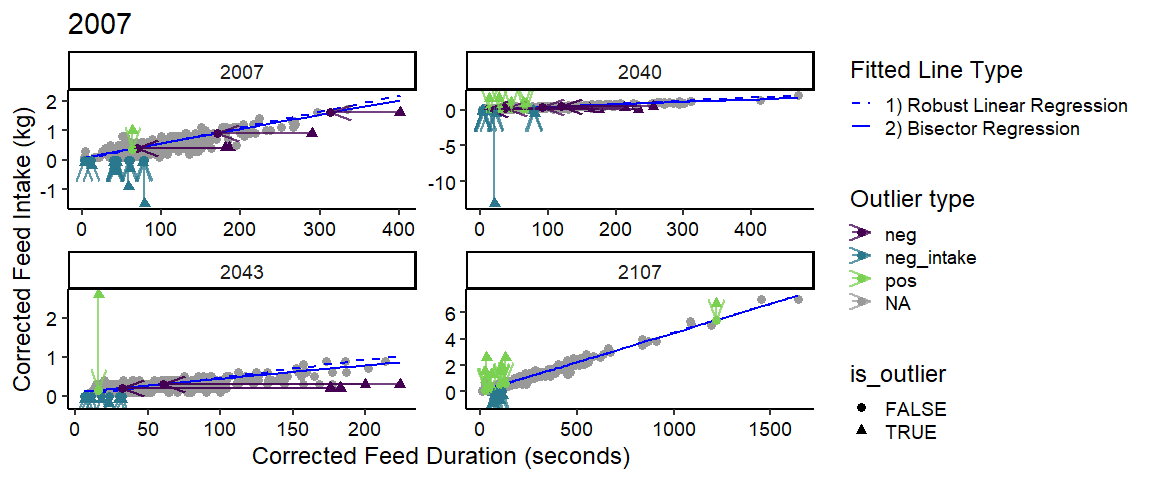 2007
2007
2040
2
1
0
-1
0
-5
-10
0 100 200 300 400
0 100 200 300 400
2043
2107
2
1
0
6
4
2
0
0 50 100 150 200
0 500 1000 1500
Corrected Feed Intake (kg)
Corrected Feed Duration (seconds)
Fitted Line Type
1) Robust Linear Regression
2) Bisector Regression
Outlier type
neg
neg_intake
pos
NA
is_outlier
FALSE
TRUE